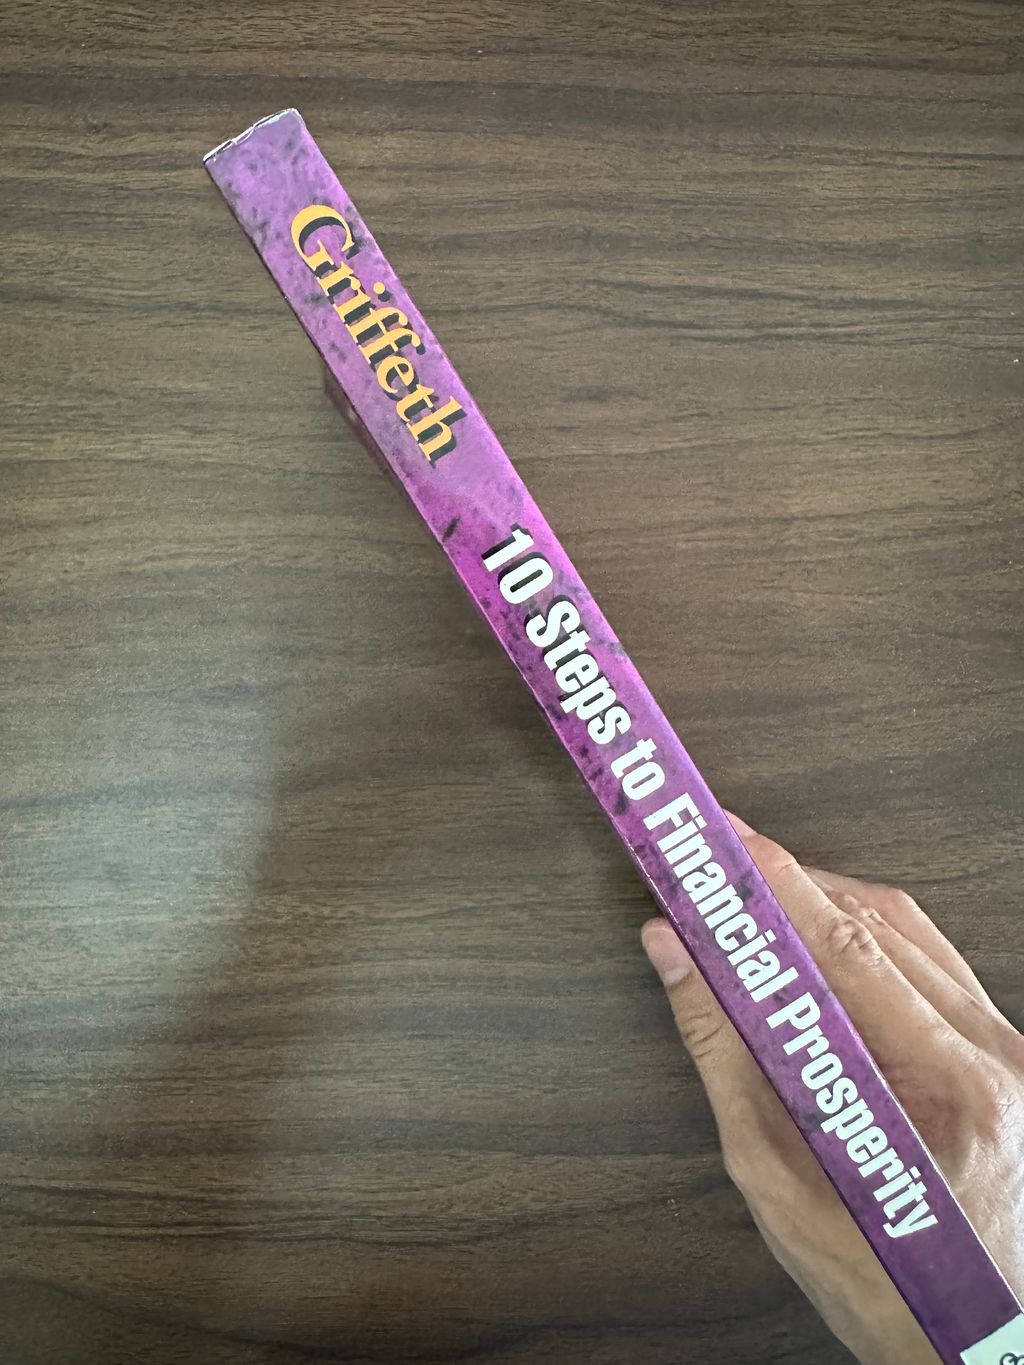 Griffeth
10 Steps to Financial Prosperity